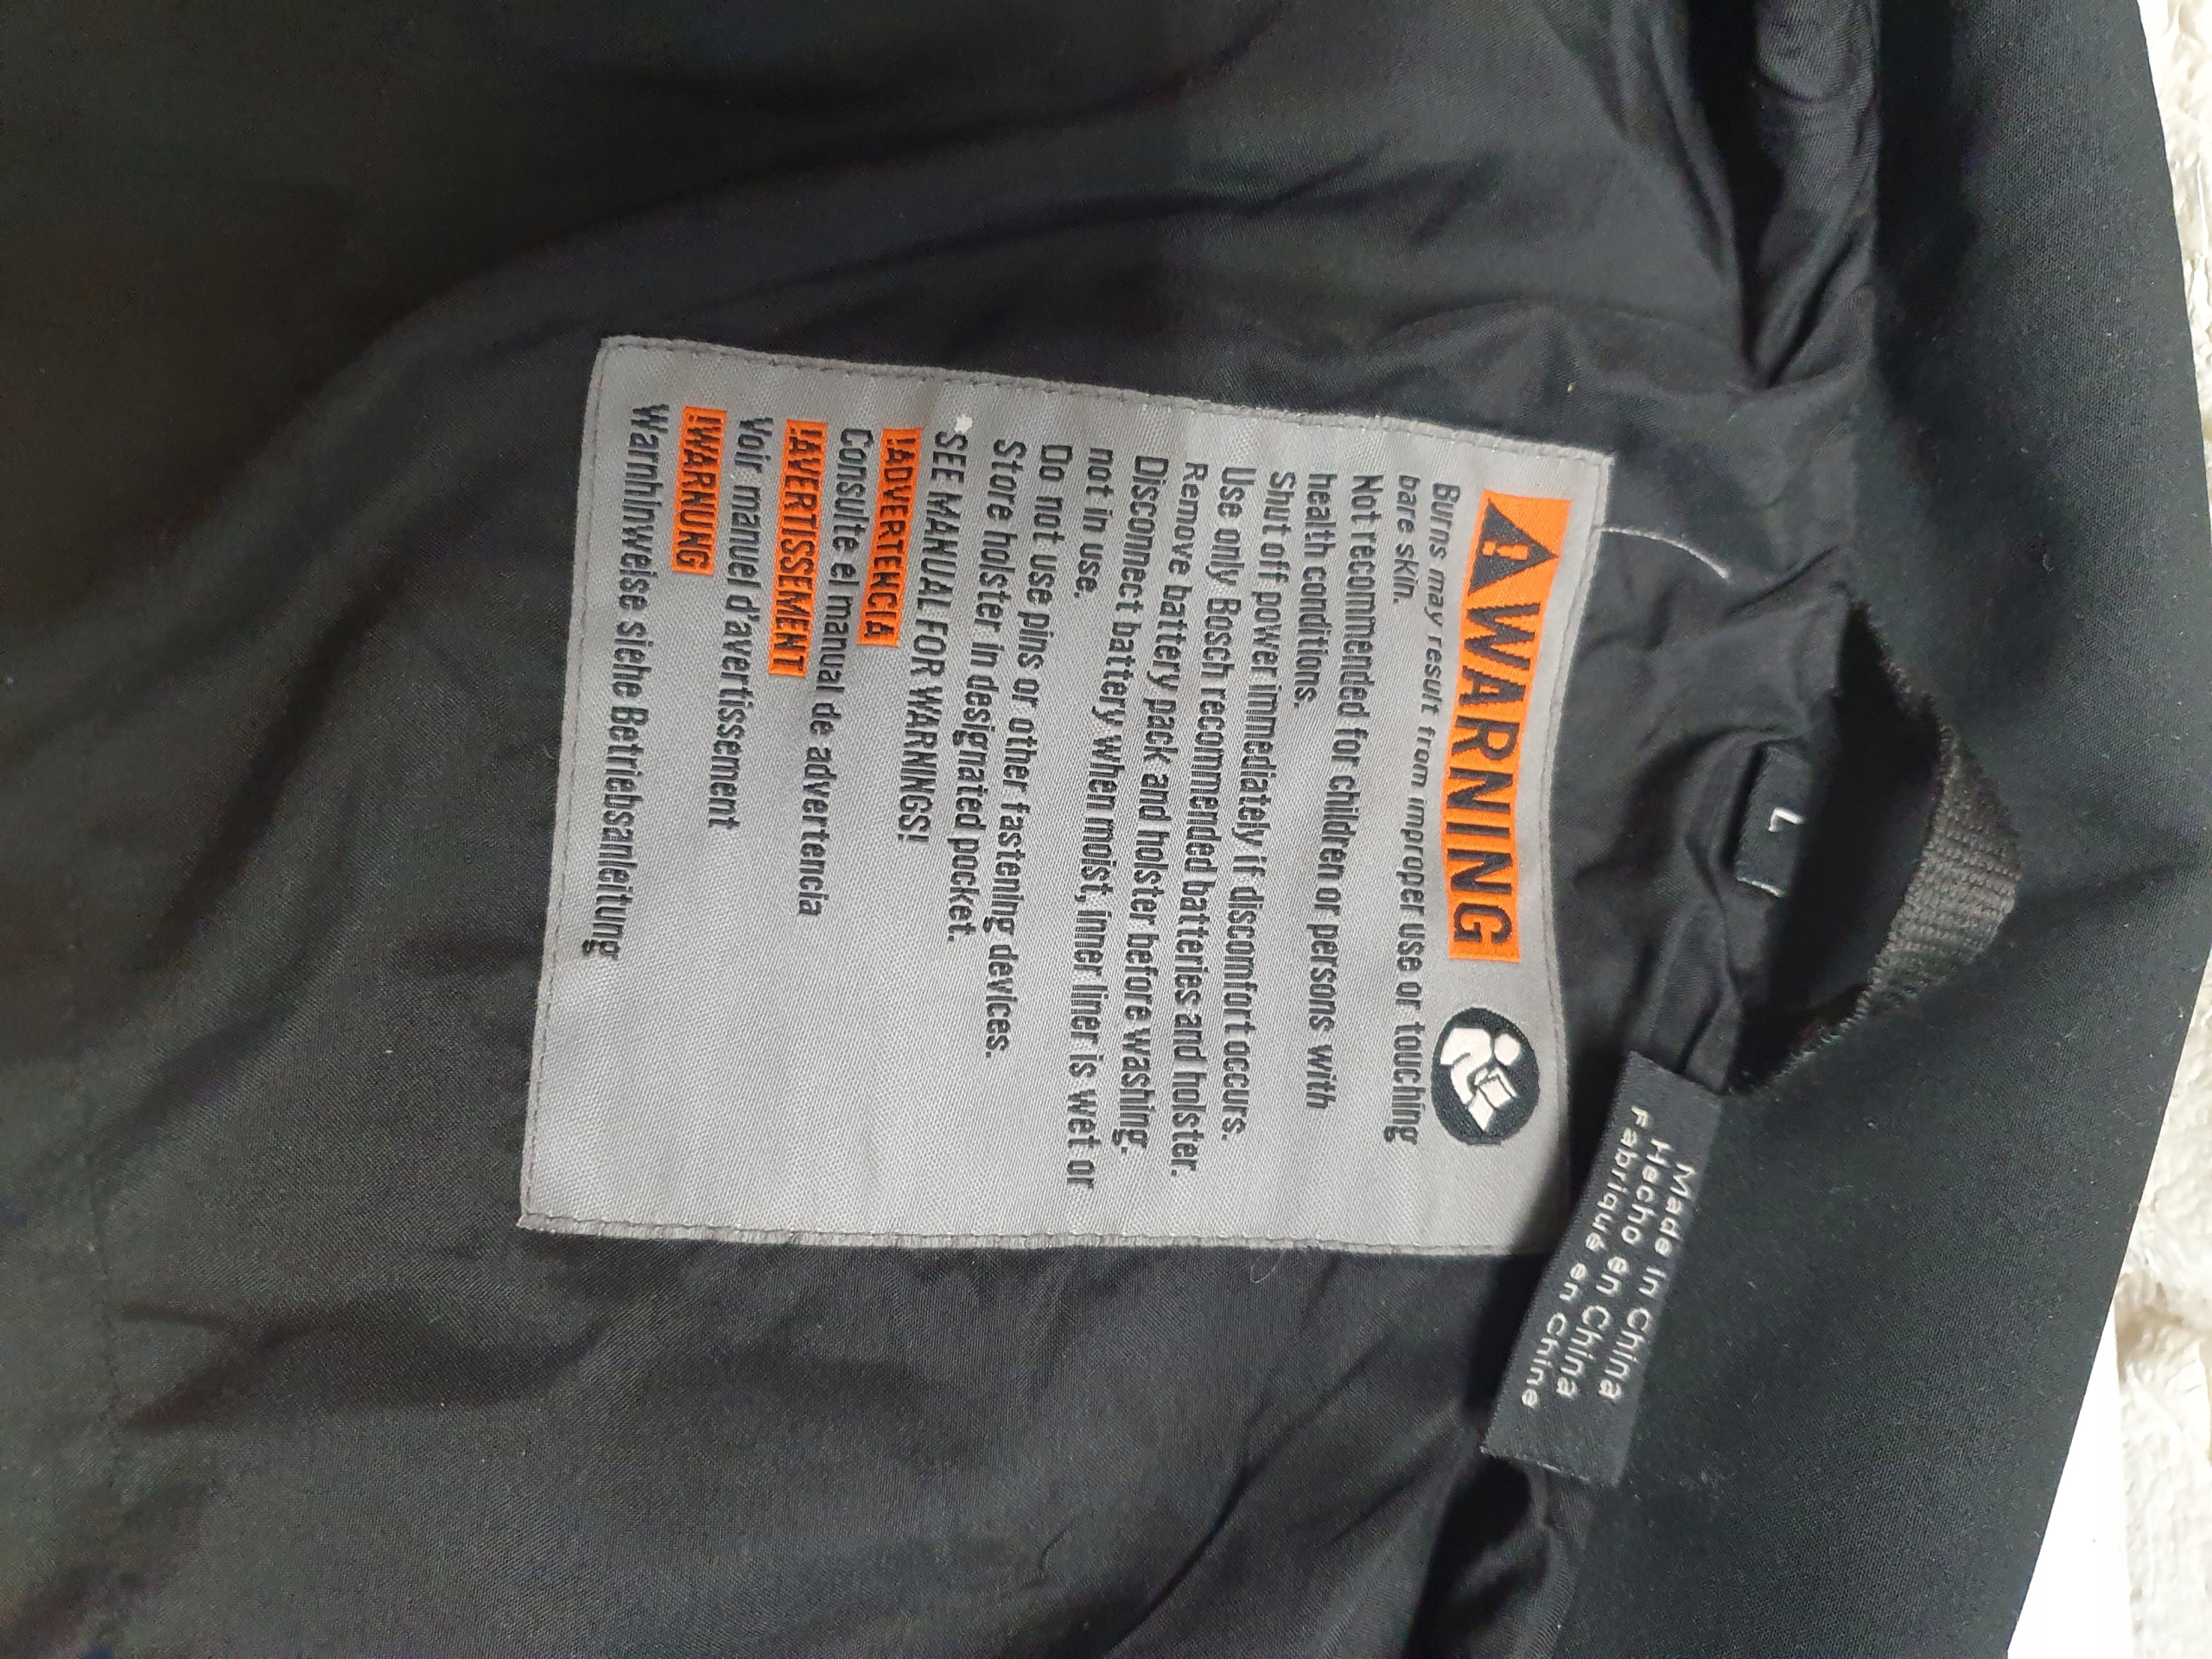 L
Made in China
Hecho en China
Fabriqué en Chine
WARNING
Burns may result from improper use or touching
bare skin.
Not recommended for children or persons with
health conditions.
Shut off power immediately if discomfort occurs.
Use only Bosch recommended batteries and holster.
Remove battery pack and holster before washing.
Disconnect battery when moist, inner liner is wet or
not in use.
Do not use pins or other fastening devices.
Store holster in designated pocket.
SEE MANUAL FOR WARNINGS!
!ADVERTENCIA
Consulte el manual de advertencia
!AVERTISSEMENT
Voir manuel d'avertissement
!WARNUNG
Warnhinweise siehe Betriebsanleitung